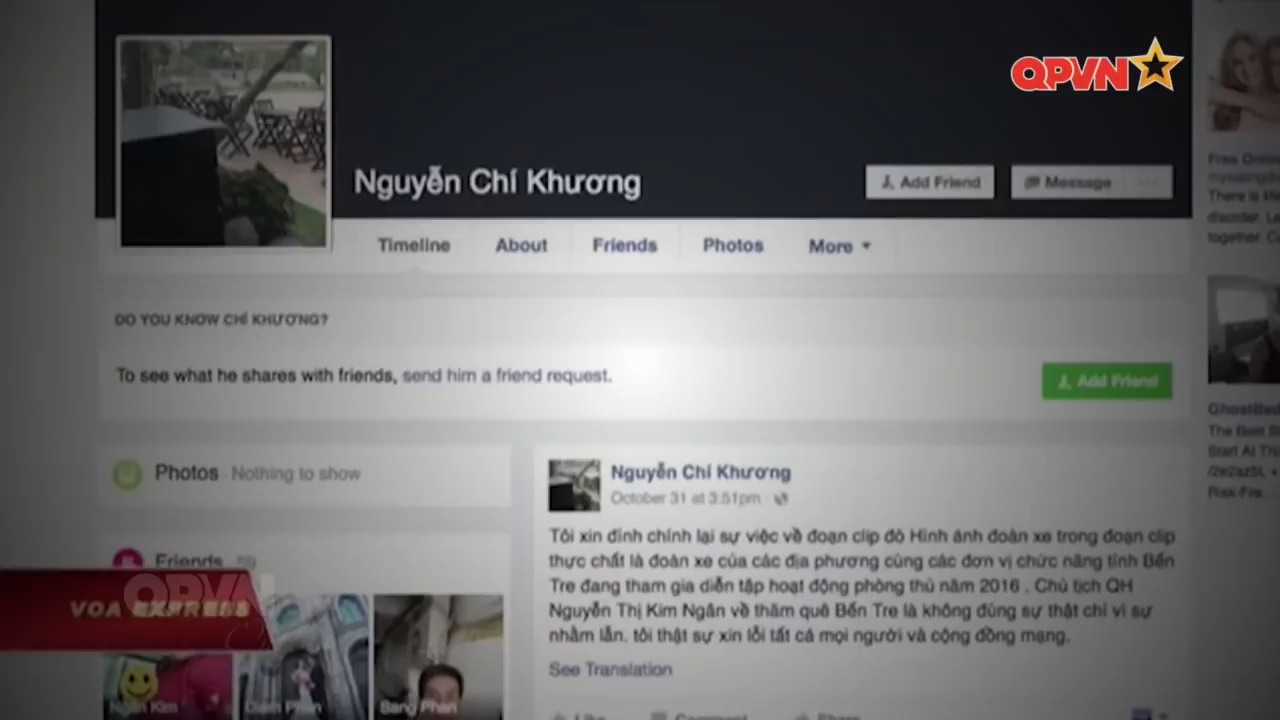 QPVN
Nguyễn Chí Khương
Add Friend
Message
Timeline
About
Friends
Photos
More
DO YOU KNOW CHÍ KHƯƠNG?
To see what he shares with friends, send him a friend request.
Add Friend
Photos Nothing to show
Friends
Nguyễn Chí Khương
October 31 at 3:51pm
Tôi xin đính chính lại sự việc về đoạn clip đó Hình ảnh đoàn xe trong đoạn clip
thực chất là đoàn xe của các địa phương cùng các đơn vị chức năng tỉnh Bến
Tre đang tham gia diễn tập hoạt động phòng thủ năm 2016 . Chủ tịch QH
Nguyễn Thị Kim Ngân về thăm quê Bến Tre là không đúng sự thật chỉ vì sự
nhầm lẫn. tôi thật sự xin lỗi tất cả mọi người và cộng đồng mạng.
See Translation
Like
Comment
Share
QPVN
VOA EXPRESS
Ngân Kim
Sang Phan
Free
There is
disorder.
together.
GhostBed
The Best
Start At